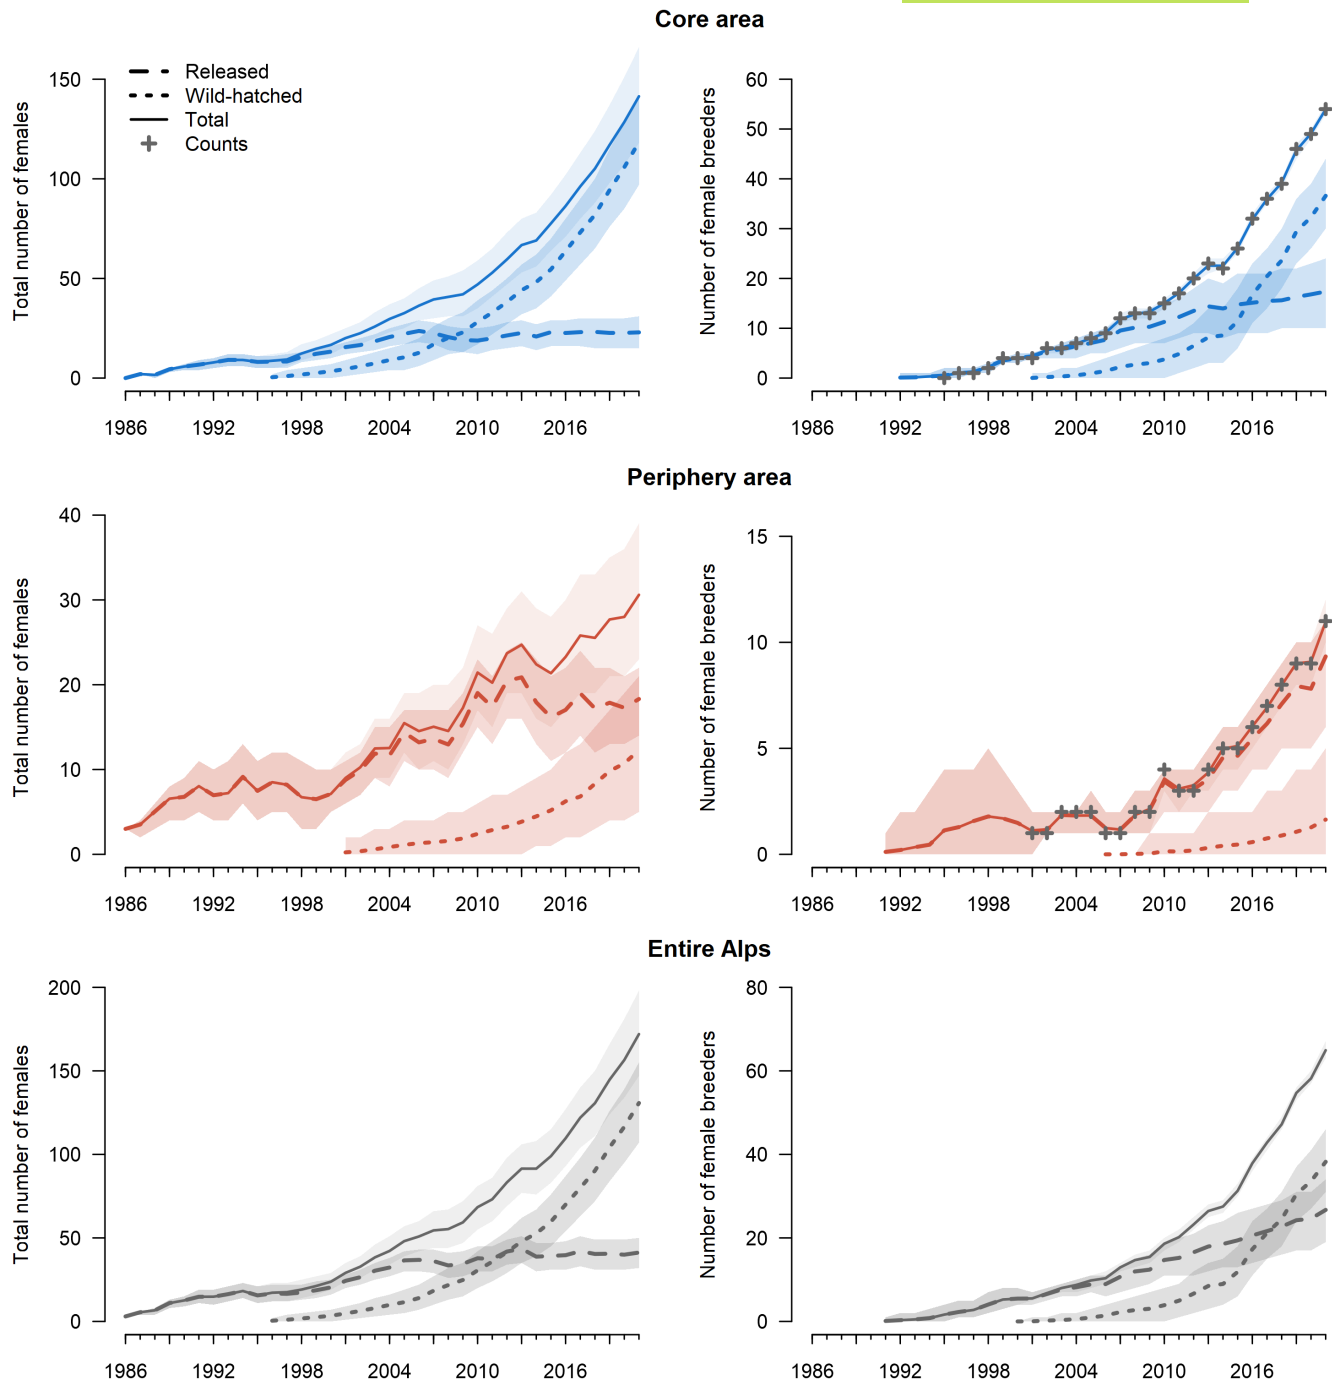 Core area
Total number of females
150
100
50
0
Released
Wild-hatched
Total
Counts
1986 1992 1998 2004 2010 2016
Number of female breeders
60
50
40
30
20
10
0
1986 1992 1998 2004 2010 2016
Periphery area
Total number of females
40
30
20
10
0
1986 1992 1998 2004 2010 2016
Number of female breeders
15
10
5
0
1986 1992 1998 2004 2010 2016
Entire Alps
Total number of females
200
150
100
50
0
1986 1992 1998 2004 2010 2016
Number of female breeders
80
60
40
20
0
1986 1992 1998 2004 2010 2016